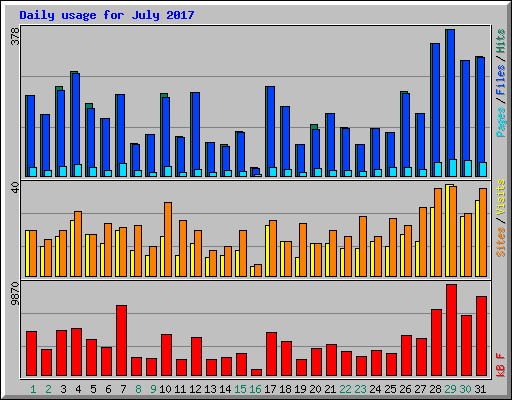 Daily usage for July 2017
378
Pages/Files/Hits
40
Sites/Visits
9870
kB F
1 2 3 4 5 6 7 8 9 10 11 12 13 14 15 16 17 18 19 20 21 22 23 24 25 26 27 28 29 30 31